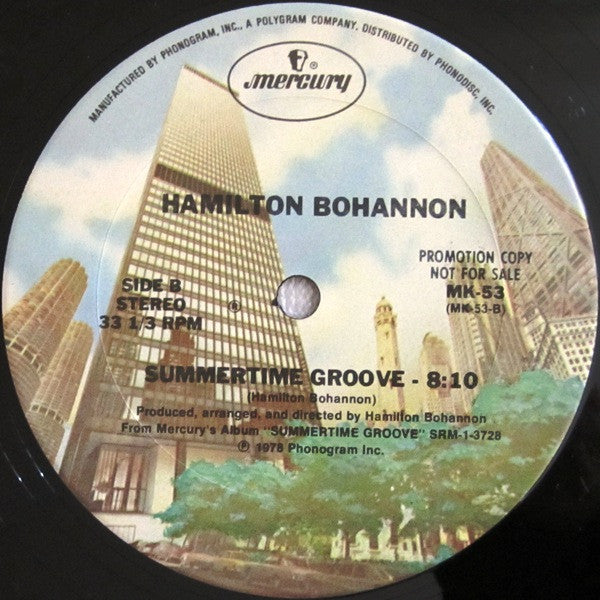 MANUFACTURED BY PHONOGRAM, INC., A POLYGRAM COMPANY. DISTRIBUTED BY PHONODISC, INC.
mercury
HAMILTON BOHANNON
PROMOTION COPY
NOT FOR SALE
MK-53
(MK-53-B)
SIDE B
STEREO
33 1/3 RPM
®
SUMMERTIME GROOVE - 8:10
(Hamilton Bohannon)
Produced, arranged, and directed by Hamilton Bohannon
From Mercury's Album "SUMMERTIME GROOVE" SRM-1-3728
℗ 1978 Phonogram Inc.